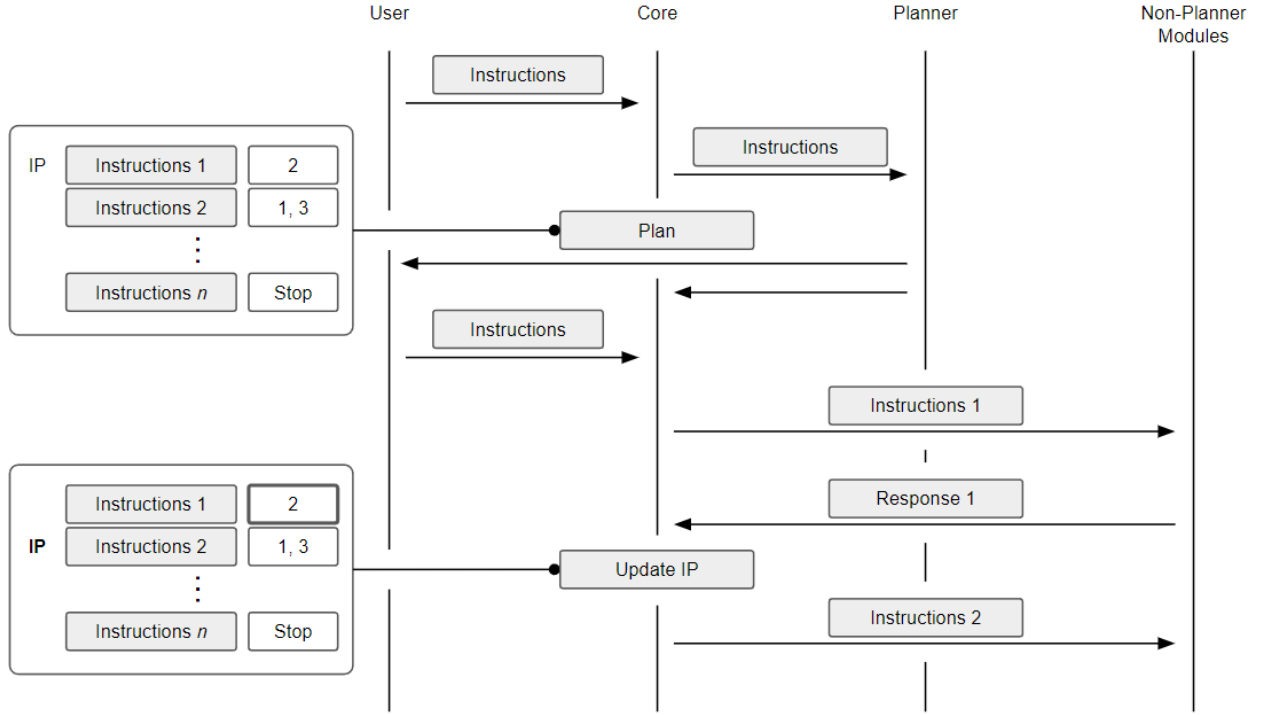 User
Core
Planner
Non-Planner
Modules
Instructions
Instructions
IP
Instructions 1
2
Instructions 2
1, 3
⋮
Instructions n
Stop
Plan
Instructions
Instructions 1
Response 1
IP
Instructions 1
2
Instructions 2
1, 3
⋮
Instructions n
Stop
Update IP
Instructions 2